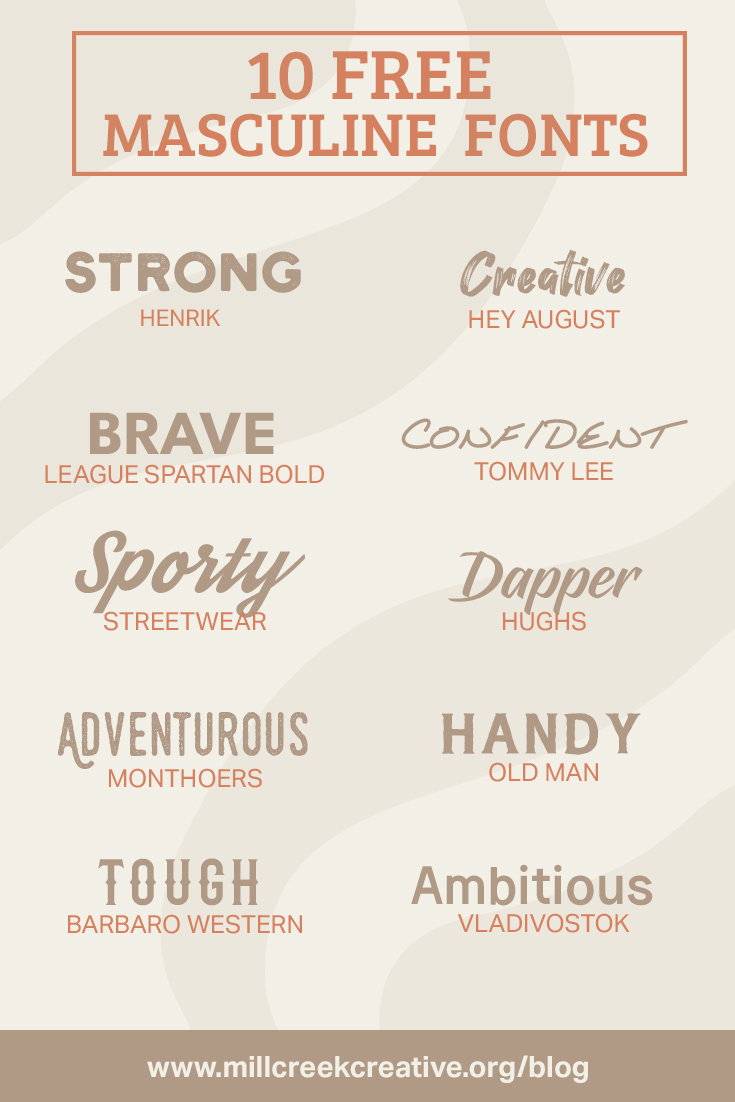 10 FREE
MASCULINE FONTS
STRONG
HENRIK
Creative
HEY AUGUST
BRAVE
LEAGUE SPARTAN BOLD
CONFIDENT
TOMMY LEE
Sporty
STREETWEAR
Dapper
HUGHS
ADVENTUROUS
MONTHOERS
HANDY
OLD MAN
TOUGH
BARBARO WESTERN
Ambitious
VLADIVOSTOK
www.millcreekcreative.org/blog